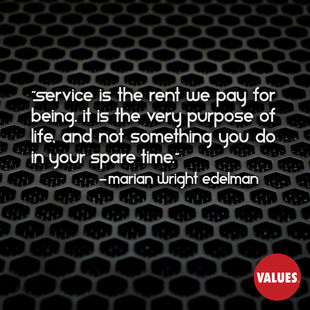 "service is the rent we pay for
being. it is the very purpose of
life, and not something you do
in your spare time."
-marian wright edelman
VALUES.